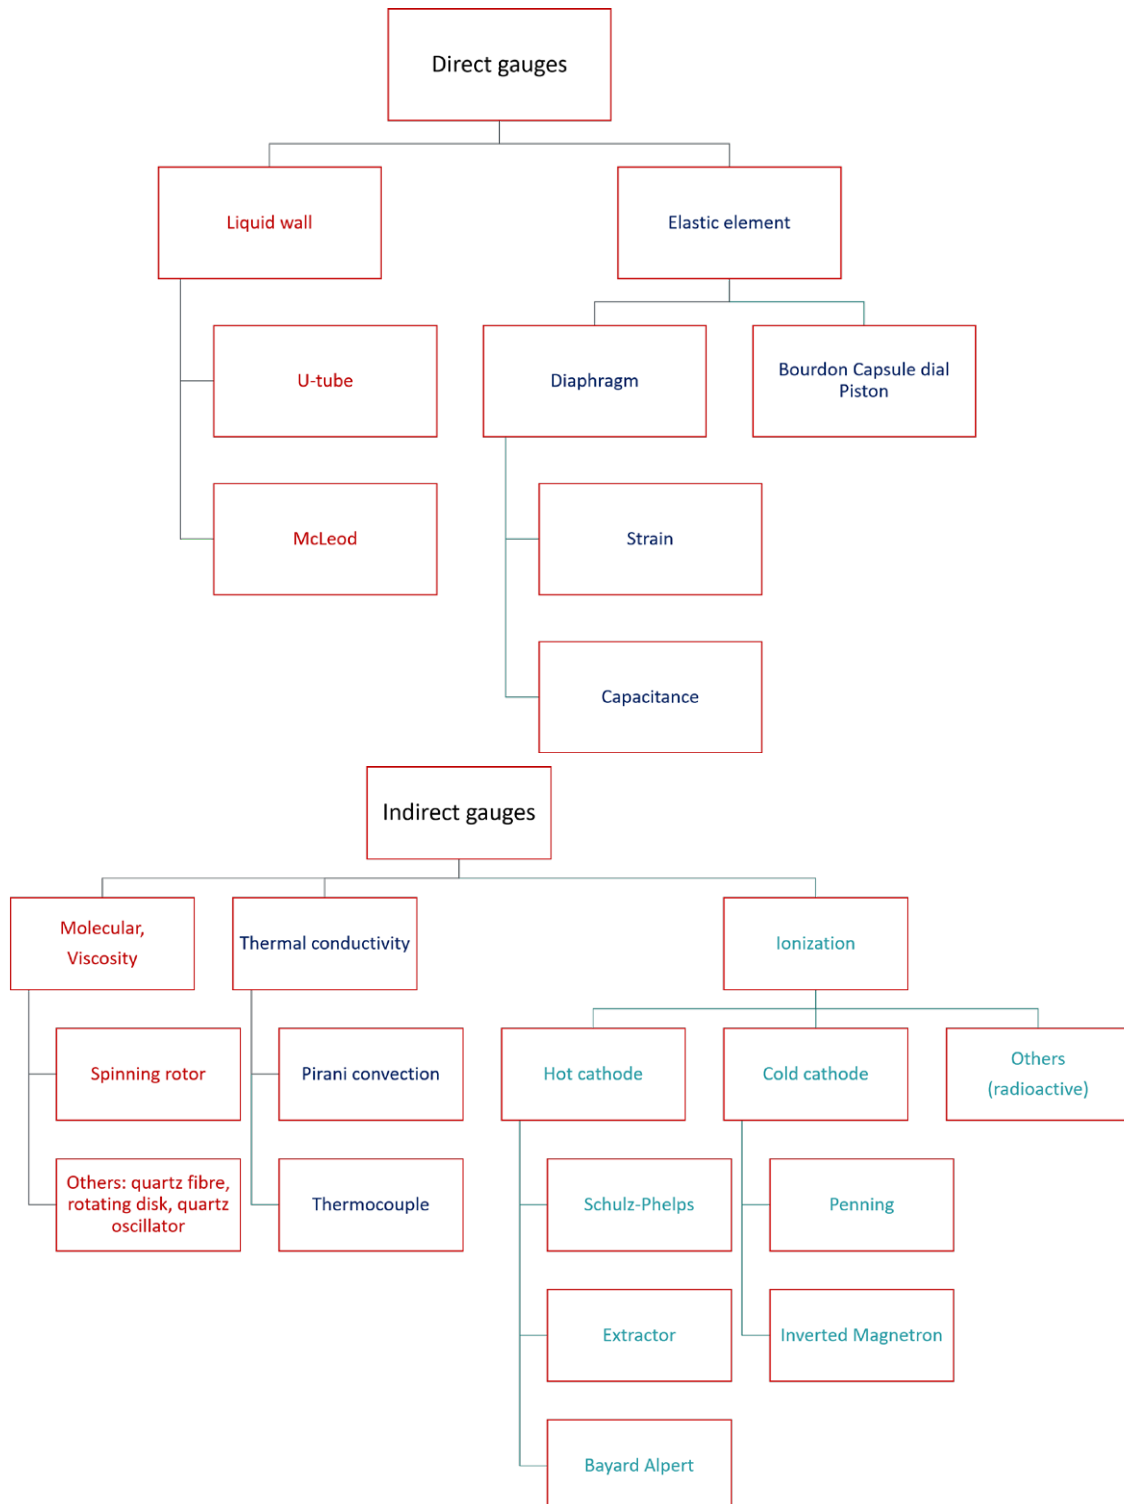 Direct gauges
Liquid wall
Elastic element
U-tube
Diaphragm
Bourdon Capsule dial
Piston
McLeod
Strain
Capacitance
Indirect gauges
Molecular,
Viscosity
Thermal conductivity
Ionization
Spinning rotor
Pirani convection
Hot cathode
Cold cathode
Others
(radioactive)
Others: quartz fibre,
rotating disk, quartz
oscillator
Thermocouple
Schulz-Phelps
Penning
Extractor
Inverted Magnetron
Bayard Alpert